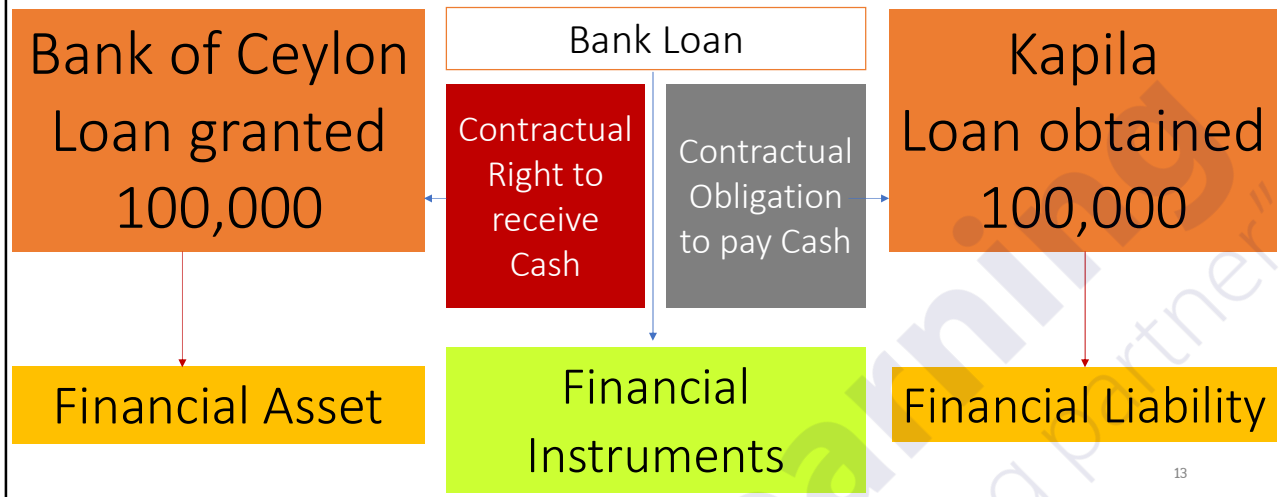 Bank of Ceylon
Loan granted
100,000
Bank Loan
Contractual
Right to
receive
Cash
Contractual
Obligation
to pay Cash
Kapila
Loan obtained
100,000
Financial Asset
Financial
Instruments
Financial Liability
13